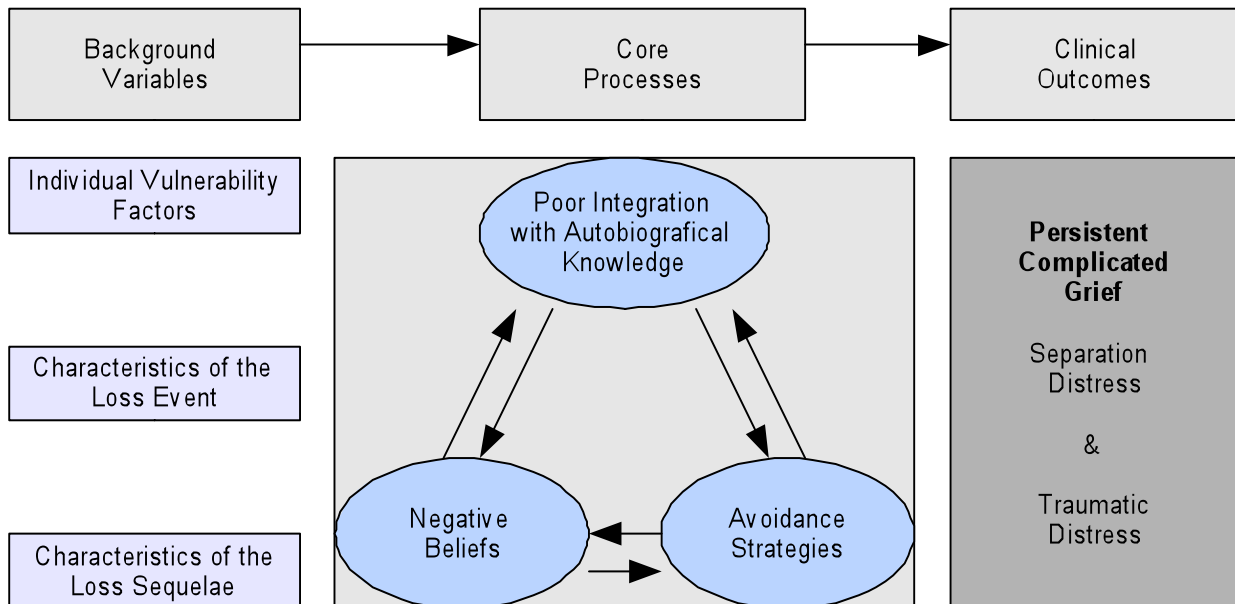 Background
Variables
Core
Processes
Clinical
Outcomes
Individual Vulnerability
Factors
Characteristics of the
Loss Event
Characteristics of the
Loss Sequelae
Poor Integration
with Autobiografical
Knowledge
Negative
Beliefs
Avoidance
Strategies
Persistent
Complicated
Grief
Separation
Distress
&
Traumatic
Distress